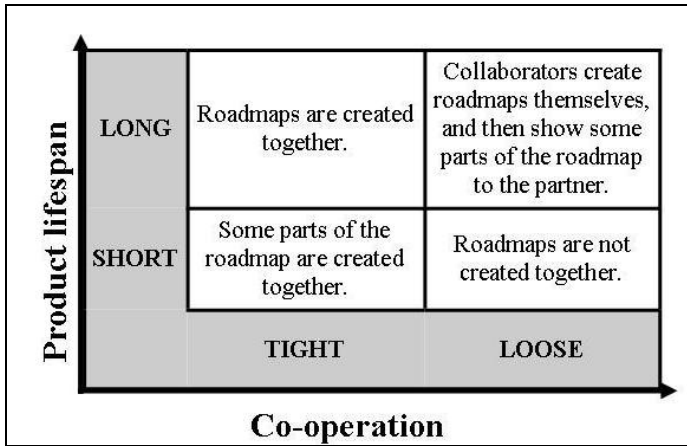 Product lifespan
LONG
Roadmaps are created
together.
Collaborators create
roadmaps themselves,
and then show some
parts of the roadmap
to the partner.
SHORT
Some parts of the
roadmap are created
together.
Roadmaps are not
created together.
TIGHT
LOOSE
Co-operation